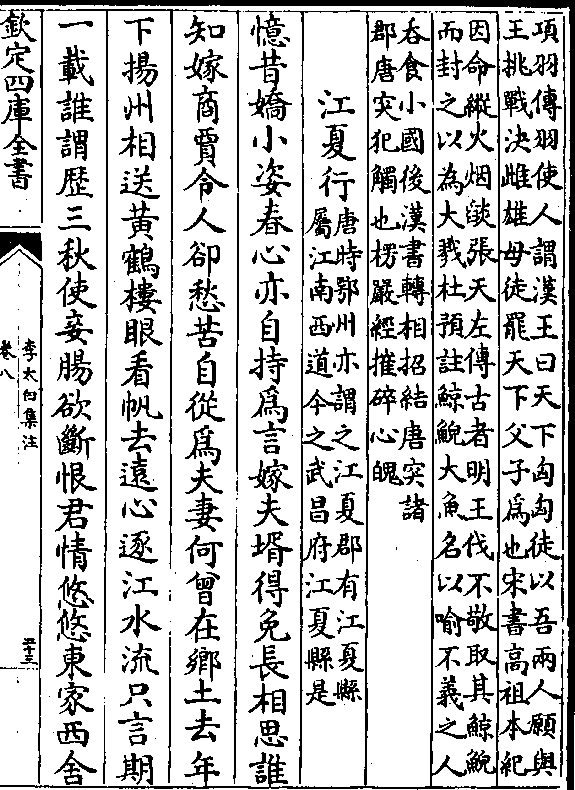 項羽傳羽使人謂漢王曰天下匈匈徒以吾兩人願與
王挑戰決雌雄毋徒罷天下父子為也宋書髙祖本紀
因命縱火烟燄張天左傳古者明王伐不敬取其鯨鯢
而封之以為大戮杜預註鯨鯢大魚名以喻不義之人
吞食小國後漢書轉相招結唐突諸
郡唐突犯觸也楞嚴經摧碎心魄
江夏行
唐時鄂州亦謂之江夏郡有江夏縣
屬江南西道今之武昌府江夏縣是
憶昔嬌小姿春心亦自持為言嫁夫壻得免長相思誰
知嫁商賈令人卻愁苦自從為夫妻何曾在鄉土去年
下揚州相送黃鶴樓眼看帆去逺心逐江水流只言期
一載誰謂歴三秋使妾腸欲斷恨君情悠悠東家西舍
欽定四庫全書
李太白集注
卷八
二十三